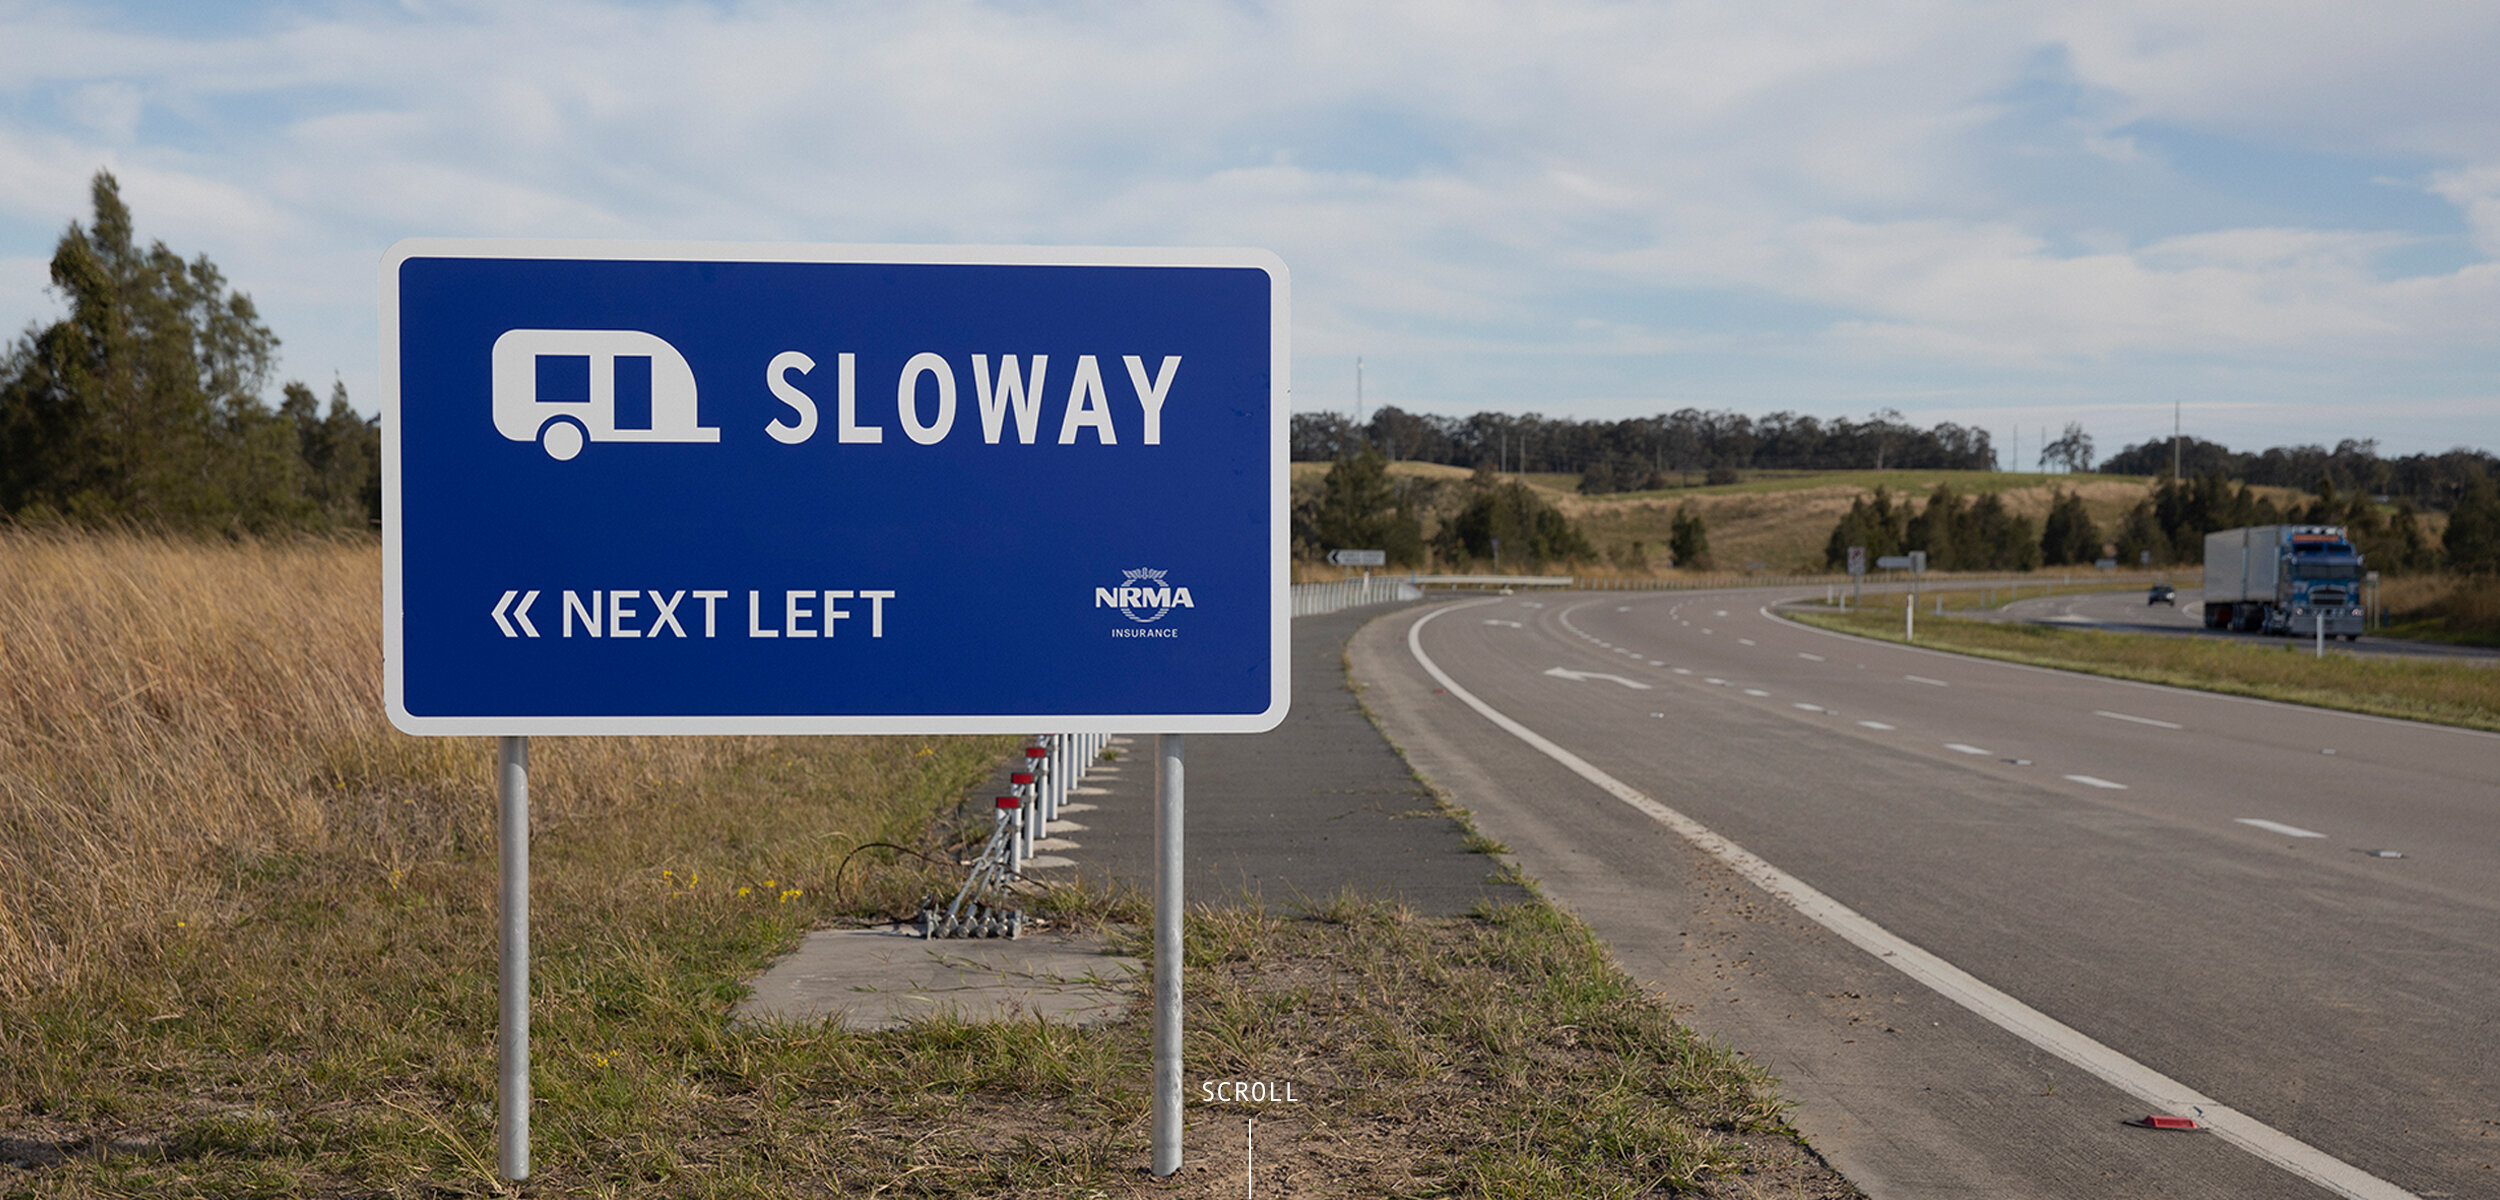 SLOWAY
NEXT LEFT
NRMA
INSURANCE
SCROLL